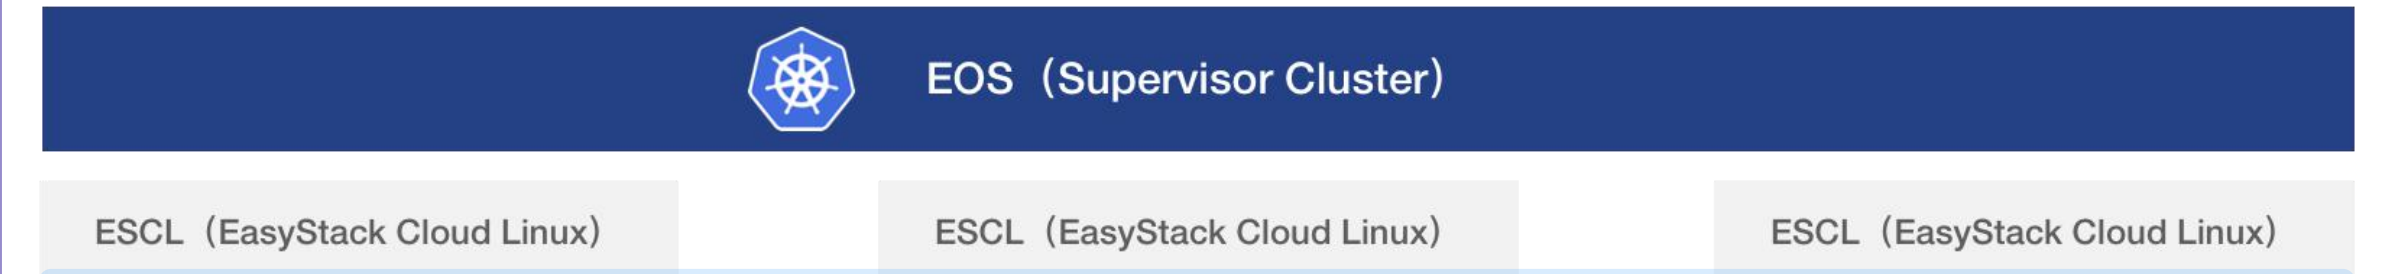 EOS（Supervisor Cluster）
ESCL（EasyStack Cloud Linux）
ESCL（EasyStack Cloud Linux）
ESCL（EasyStack Cloud Linux）